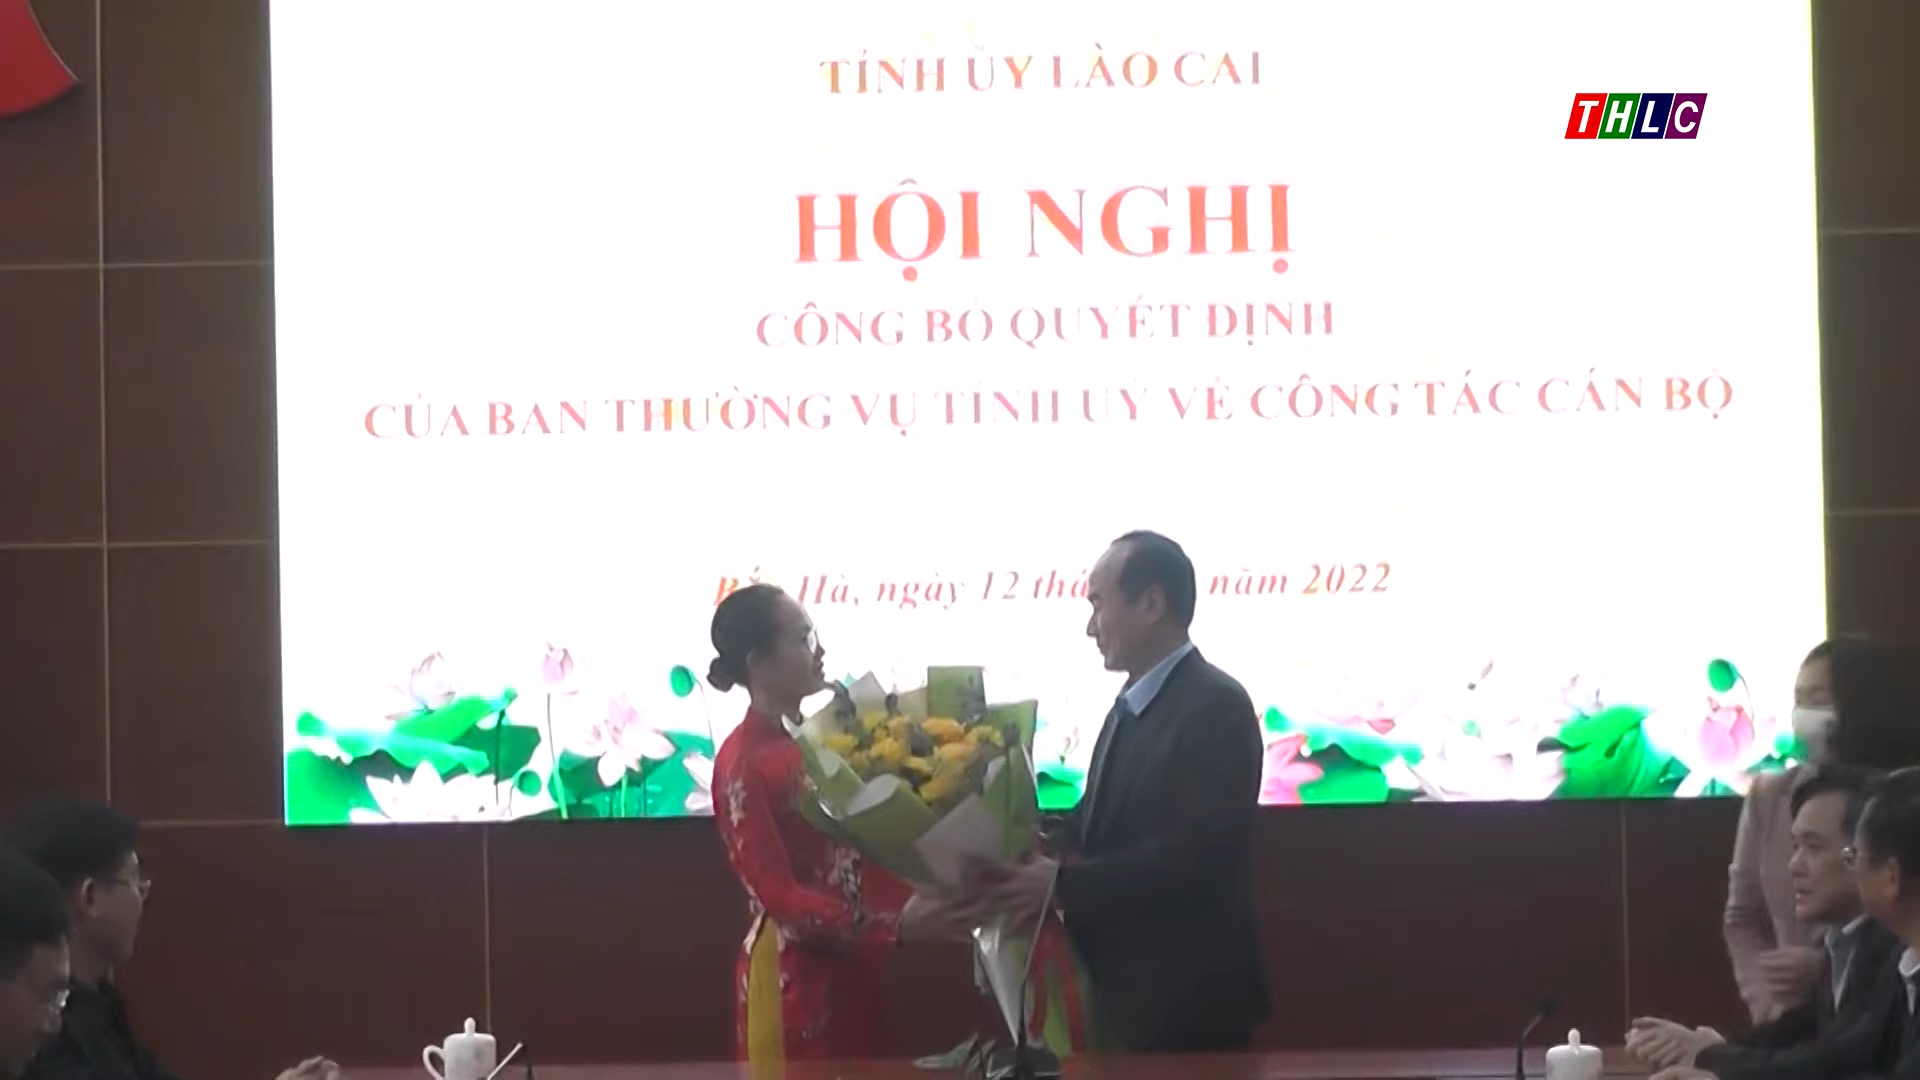 TỈNH ỦY LÀO CAI
THLC
HỘI NGHỊ
CÔNG BỐ QUYẾT ĐỊNH
CỦA BAN THƯỜNG VỤ TỈNH UỶ VỀ CÔNG TÁC CÁN BỘ
Hà, ngày 12 năm 2022